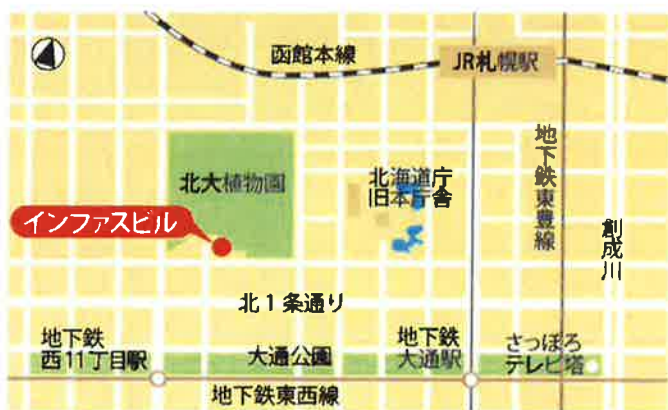 函館本線
JR札幌駅
北大植物園
北海道庁
旧本庁舎
地下鉄東豊線
インファスビル
創成川
北1条通り
地下鉄
西11丁目駅
大通公園
地下鉄
大通駅
さっぽろ
テレビ塔
地下鉄東西線